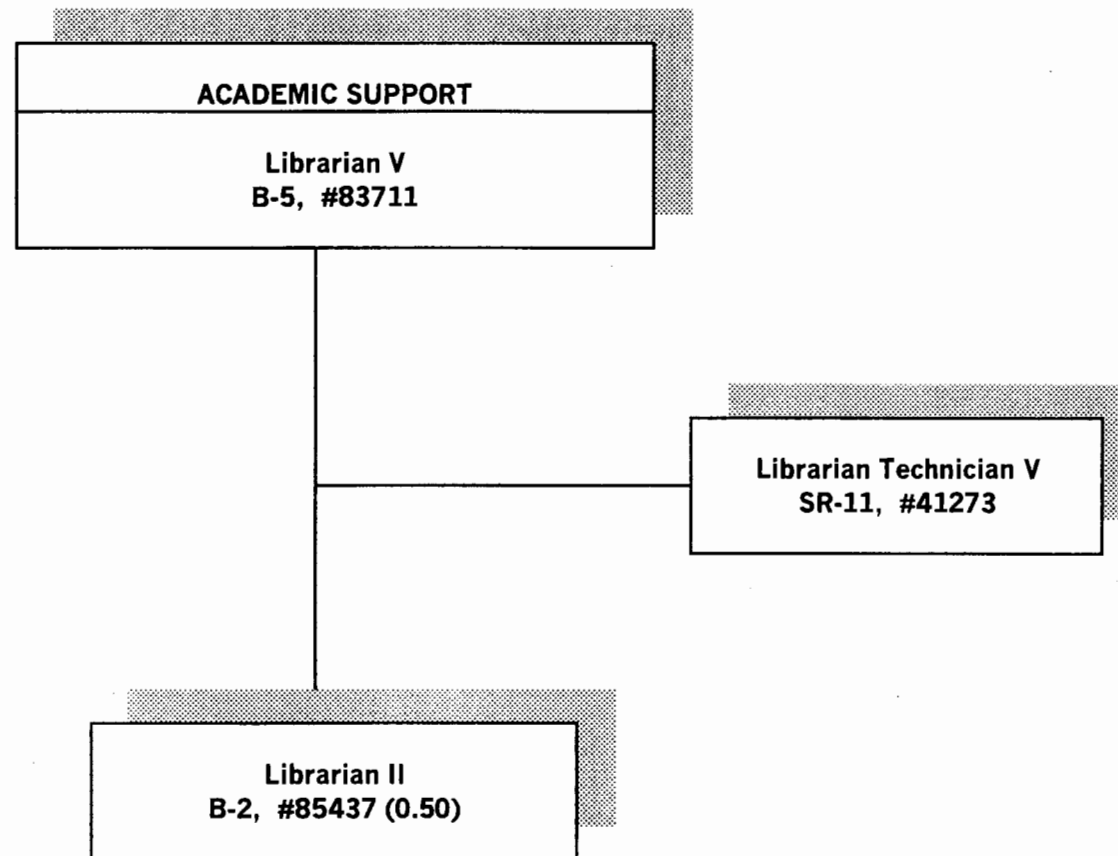 ACADEMIC SUPPORT
Librarian V
B-5, #83711
Librarian Technician V
SR-11, #41273
Librarian II
B-2, #85437 (0.50)